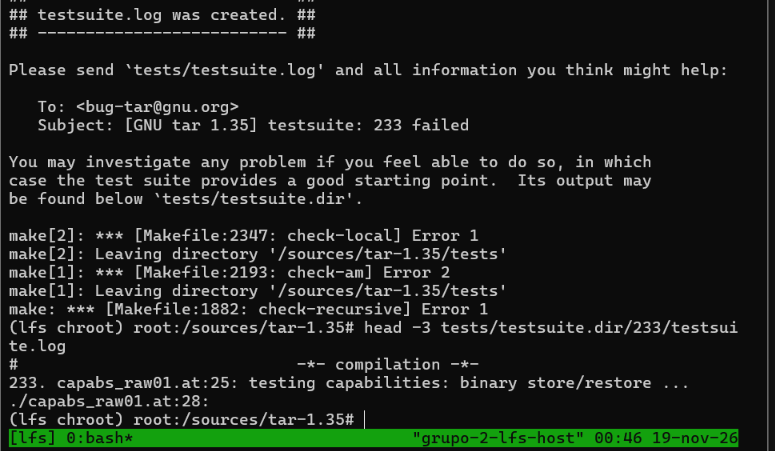 ## testsuite.log was created. ##
## -------------------------- ##
Please send `tests/testsuite.log' and all information you think might help:
To: <bug-tar@gnu.org>
Subject: [GNU tar 1.35] testsuite: 233 failed
You may investigate any problem if you feel able to do so, in which
case the test suite provides a good starting point.  Its output may
be found below `tests/testsuite.dir'.
make[2]: *** [Makefile:2347: check-local] Error 1
make[2]: Leaving directory '/sources/tar-1.35/tests'
make[1]: *** [Makefile:2193: check-am] Error 2
make[1]: Leaving directory '/sources/tar-1.35/tests'
make: *** [Makefile:1882: check-recursive] Error 1
(lfs chroot) root:/sources/tar-1.35# head -3 tests/testsuite.dir/233/testsui
te.log
#                             -*- compilation -*-
233. capabs_raw01.at:25: testing capabilities: binary store/restore ...
./capabs_raw01.at:28:
(lfs chroot) root:/sources/tar-1.35#
[lfs] 0:bash* "grupo-2-lfs-host" 00:46 19-nov-26